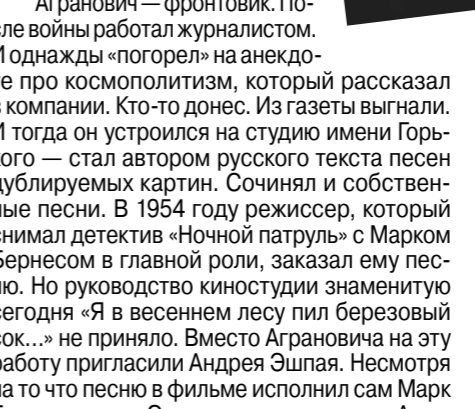 Агранович — фронтовик. По-
сле войны работал журналистом.
И однажды «погорел» на анекдо-
те про космополитизм, который рассказал
в компании. Кто-то донес. Из газеты выгнали.
И тогда он устроился на студию имени Горь-
кого — стал автором русского текста песен
дублируемых картин. Сочинял и собствен-
ные песни. В 1954 году режиссер, который
снимал детектив «Ночной патруль» с Марком
Бернесом в главной роли, заказал ему пес-
ню. Но руководство киностудии знаменитую
сегодня «Я в весеннем лесу пил березовый
сок...» не приняло. Вместо Аграновича на эту
работу пригласили Андрея Эшпая. Несмотря
на то что песню в фильме исполнил сам Марк